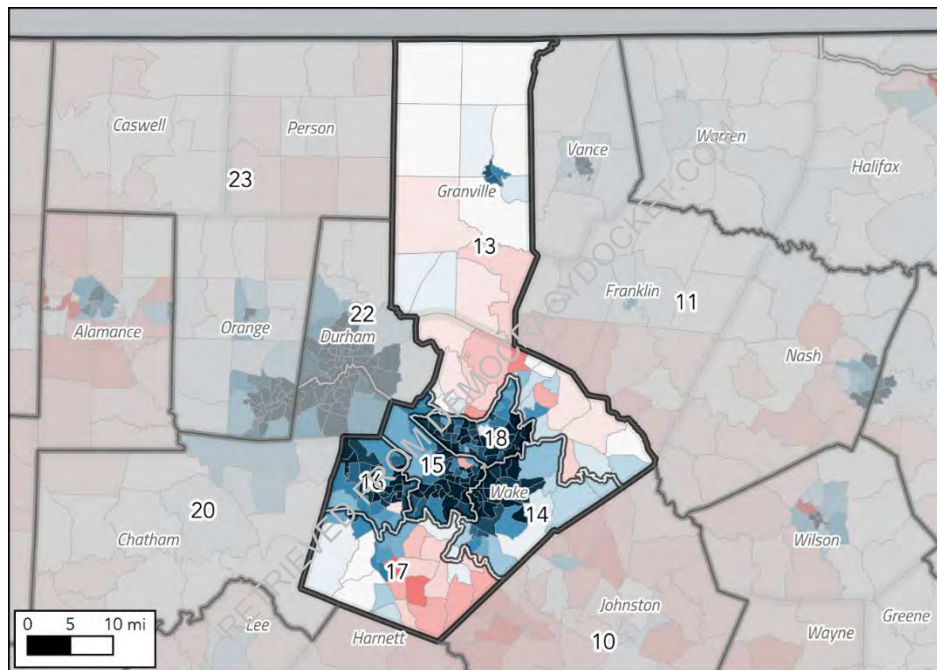 Caswell
Person
Vance
Warren
Halifax
23
Granville
13
Franklin
11
22
Alamance
Orange
Durham
Nash
18
15
16
Wake
14
20
Chatham
Wilson
17
Johnston
Greene
Lee
Harnett
10
Wayne
0 5 10 mi
RETRIEVED FROM DEMOCRACYDOCKET.COM